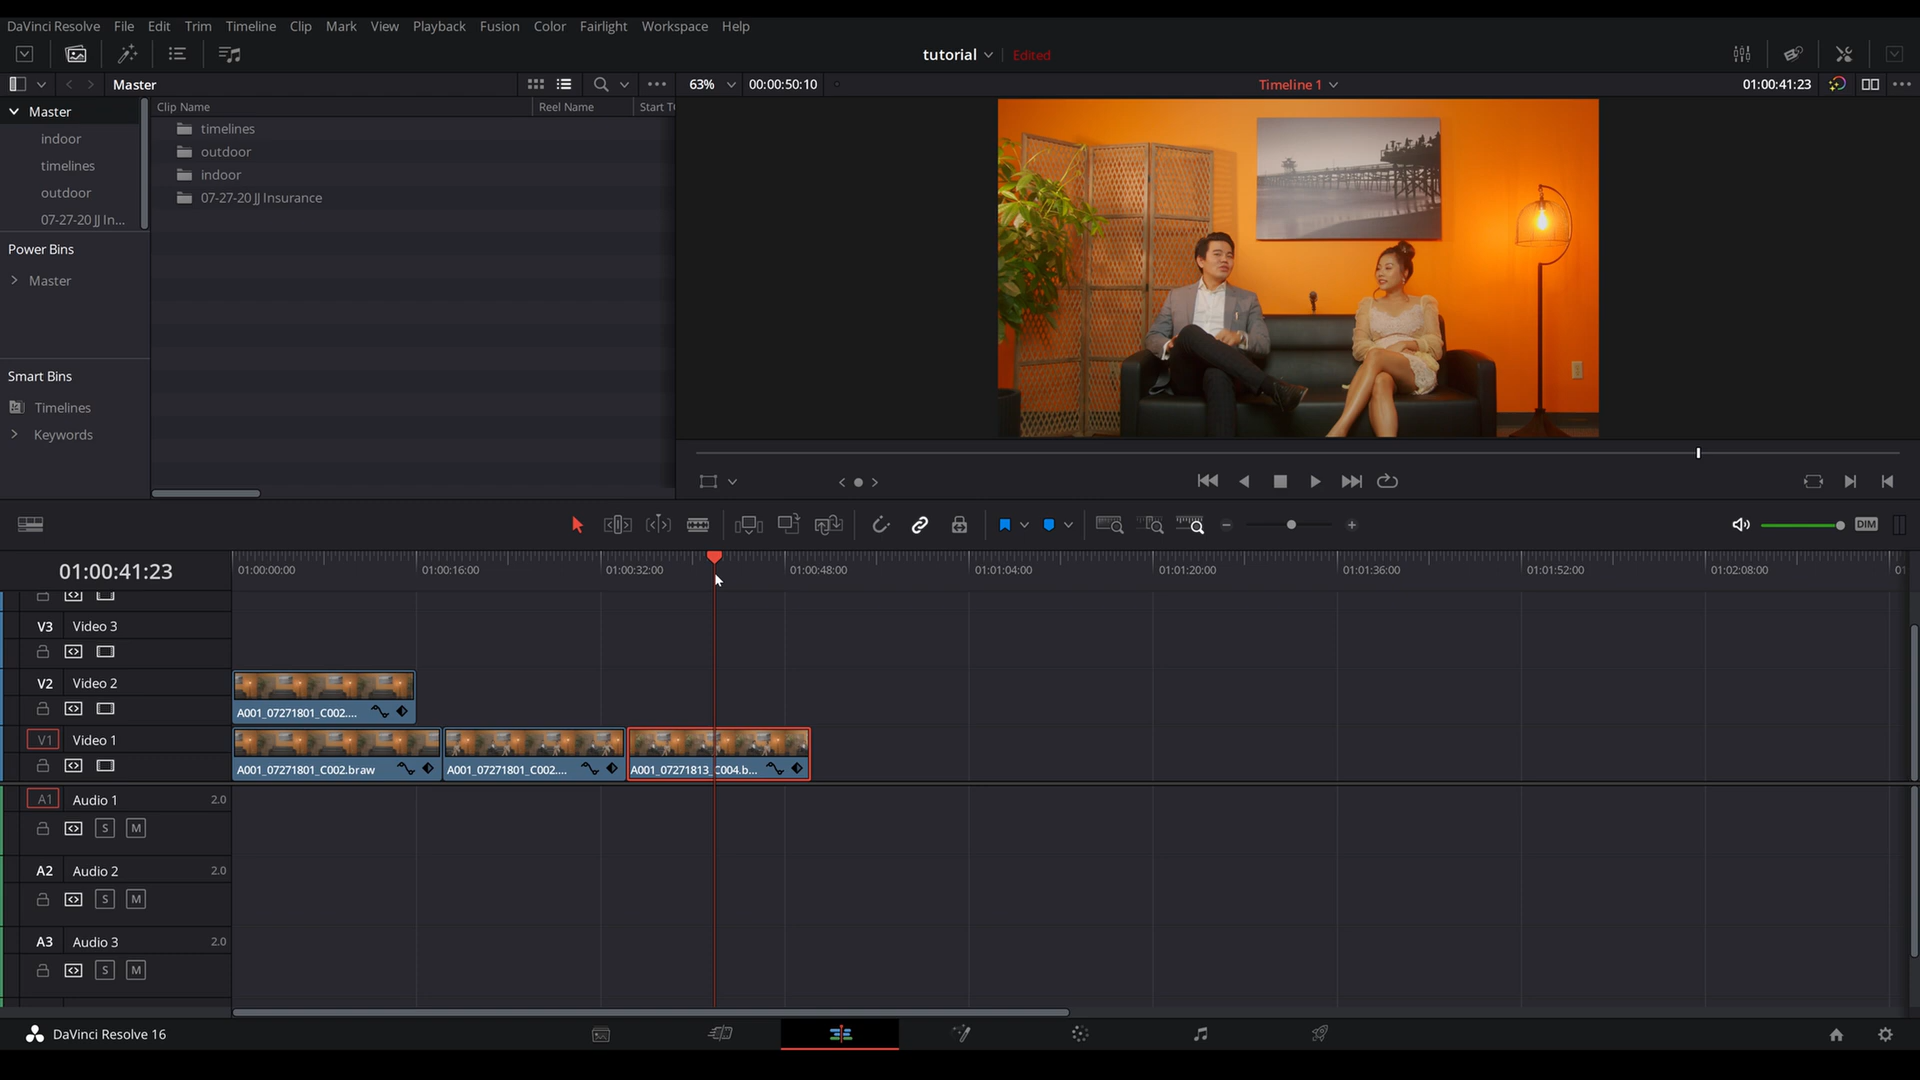 DaVinci Resolve File Edit Trim Timeline Clip Mark View Playback Fusion Color Fairlight Workspace Help
tutorial Edited
Master 63% 00:00:50:10 Timeline 1 01:00:41:23
Master
indoor
timelines
outdoor
07-27-20 JJ In...
Power Bins
Master
Smart Bins
Timelines
Keywords
Clip Name Reel Name Start T
timelines
outdoor
indoor
07-27-20 JJ Insurance
DIM
01:00:41:23
01:00:00:00 01:00:16:00 01:00:32:00 01:00:48:00 01:01:04:00 01:01:20:00 01:01:36:00 01:01:52:00 01:02:08:00 01
V3 Video 3
V2 Video 2
A001_07271801_C002....
V1 Video 1
A001_07271801_C002.braw A001_07271801_C002.... A001_07271813_C004.b...
A1 Audio 1 2.0
S M
A2 Audio 2 2.0
S M
A3 Audio 3 2.0
S M
DaVinci Resolve 16